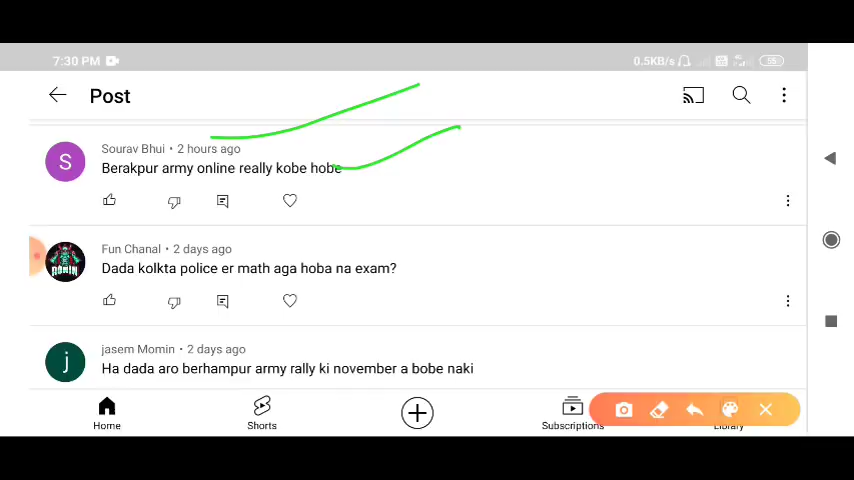 7:30 PM
0.5KB/s
55
Post
Sourav Bhui • 2 hours ago
Berakpur army online really kobe hobe
Fun Chanal • 2 days ago
Dada kolkta police er math aga hoba na exam?
RONIN
jasem Momin • 2 days ago
Ha dada aro berhampur army rally ki november a bobe naki
Home
Shorts
Subscriptions
Library